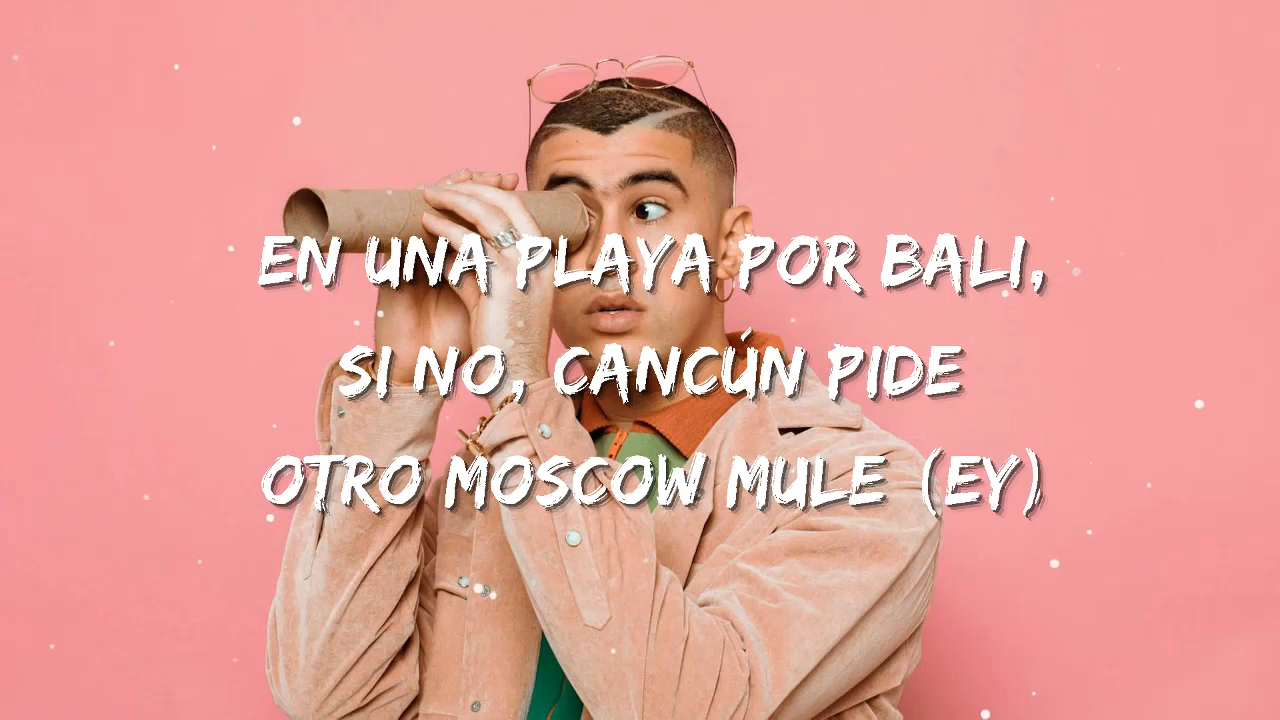 EN UNA PLAYA POR BALI,
SI NO, CANCÚN PIDE
OTRO MOSCOW MULE (EY)